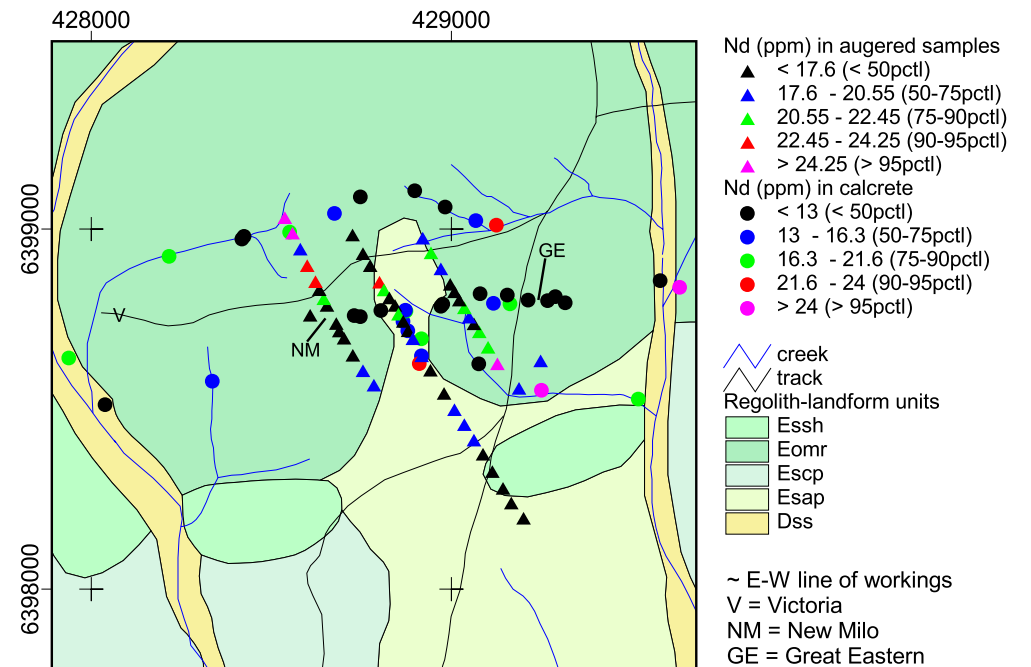 428000
429000
6399000
6398000
V
NM
GE
Nd (ppm) in augered samples
< 17.6 (< 50pctl)
17.6 - 20.55 (50-75pctl)
20.55 - 22.45 (75-90pctl)
22.45 - 24.25 (90-95pctl)
> 24.25 (> 95pctl)
Nd (ppm) in calcrete
< 13 (< 50pctl)
13 - 16.3 (50-75pctl)
16.3 - 21.6 (75-90pctl)
21.6 - 24 (90-95pctl)
> 24 (> 95pctl)
creek
track
Regolith-landform units
Essh
Eomr
Escp
Esap
Dss
~ E-W line of workings
V = Victoria
NM = New Milo
GE = Great Eastern